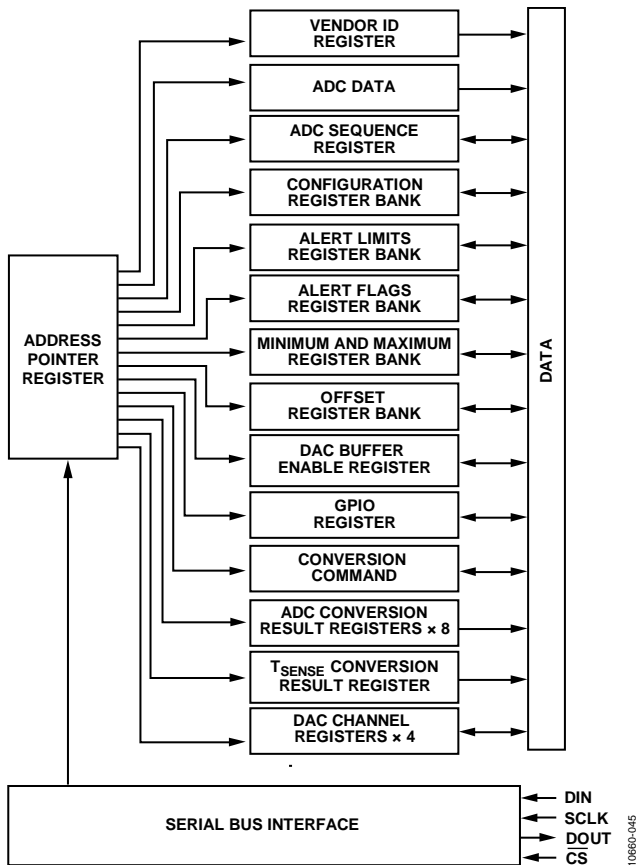 VENDOR ID
REGISTER
ADC DATA
ADC SEQUENCE
REGISTER
CONFIGURATION
REGISTER BANK
ALERT LIMITS
REGISTER BANK
ALERT FLAGS
REGISTER BANK
ADDRESS
POINTER
REGISTER
MINIMUM AND MAXIMUM
REGISTER BANK
DATA
OFFSET
REGISTER BANK
DAC BUFFER
ENABLE REGISTER
GPIO
REGISTER
CONVERSION
COMMAND
ADC CONVERSION
RESULT REGISTERS × 8
TSENSE CONVERSION
RESULT REGISTER
DAC CHANNEL
REGISTERS × 4
SERIAL BUS INTERFACE
DIN
SCLK
DOUT
CS
10660-045